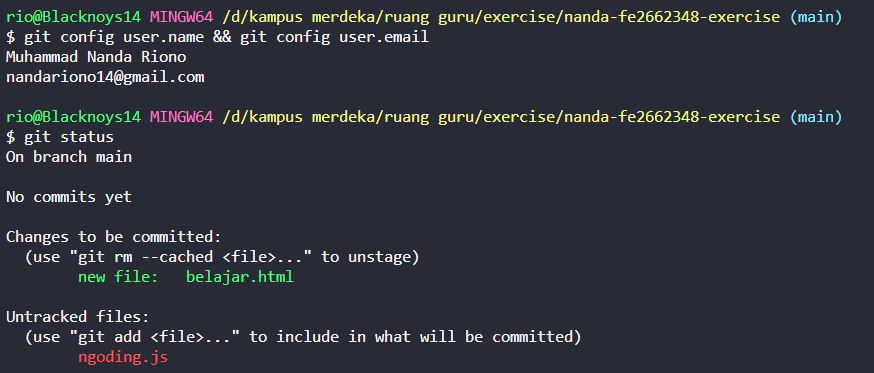 rio@Blacknoys14 MINGW64 /d/kampus merdeka/ruang guru/exercise/nanda-fe2662348-exercise (main)
$ git config user.name && git config user.email
Muhammad Nanda Riono
nandariono14@gmail.com
rio@Blacknoys14 MINGW64 /d/kampus merdeka/ruang guru/exercise/nanda-fe2662348-exercise (main)
$ git status
On branch main
No commits yet
Changes to be committed:
(use "git rm --cached <file>..." to unstage)
new file: belajar.html
Untracked files:
(use "git add <file>..." to include in what will be committed)
ngoding.js